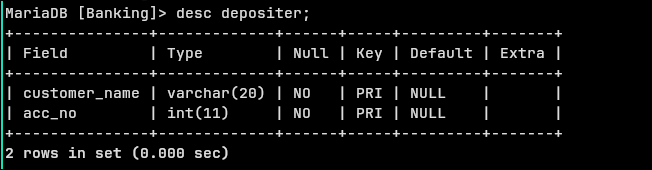 MariaDB [Banking]> desc depositer;
+---------------+-------------+------+-----+---------+-------+
| Field         | Type        | Null | Key | Default | Extra |
+---------------+-------------+------+-----+---------+-------+
| customer_name | varchar(20) | NO   | PRI | NULL    |       |
| acc_no        | int(11)     | NO   | PRI | NULL    |       |
+---------------+-------------+------+-----+---------+-------+
2 rows in set (0.000 sec)